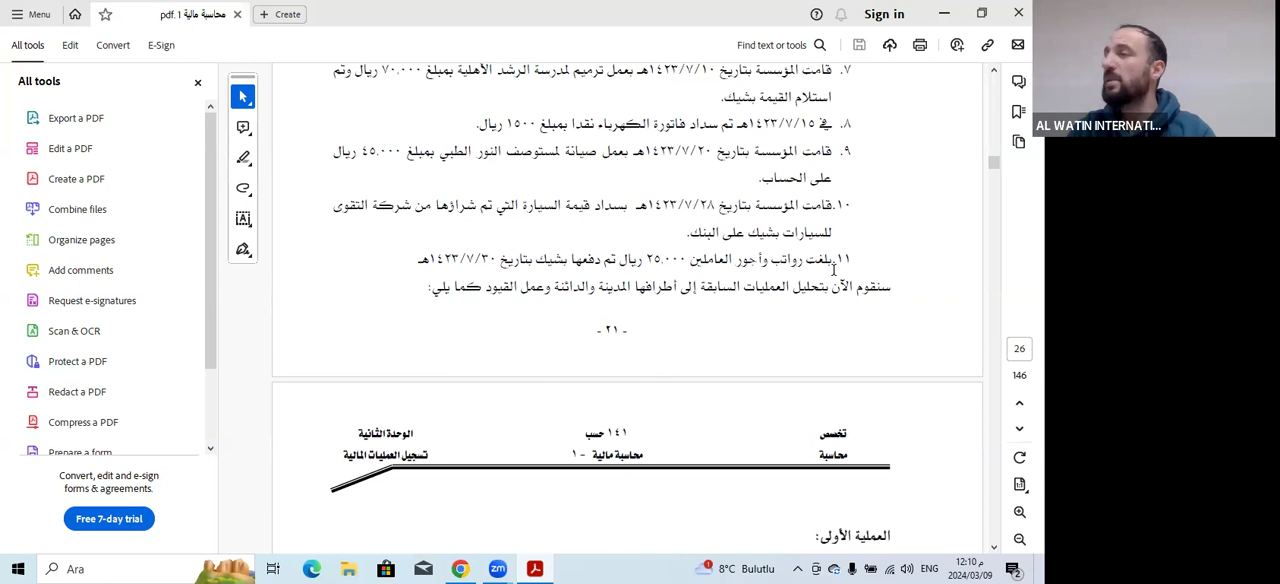 Menu
محاسبة مالية 1.pdf
Create
Sign in
All tools
Edit
Convert
E-Sign
Find text or tools
All tools
Export a PDF
Edit a PDF
Create a PDF
Combine files
Organize pages
Add comments
Request e-signatures
Scan & OCR
Protect a PDF
Redact a PDF
Compress a PDF
Prepare a form
Convert, edit and e-sign
forms & agreements.
Free 7-day trial
٧. قامت المؤسسة بتاريخ ١٤٢٣/٧/١٠هـ بعمل ترميم لمدرسة الرشد الأهلية بمبلغ ٧٠,٠٠٠ ريال وتم
استلام القيمة بشيك.
٨. في ١٤٢٣/٧/١٥هـ تم سداد فاتورة الكهرباء نقدا بمبلغ ١٥٠٠ ريال.
٩. قامت المؤسسة بتاريخ ١٤٢٣/٧/٢٠هـ بعمل صيانة لمستوصف النور الطبي بمبلغ ٤٥,٠٠٠ ريال
على الحساب.
١٠.قامت المؤسسة بتاريخ ١٤٢٣/٧/٢٨هـ بسداد قيمة السيارة التي تم شراؤها من شركة التقوى
للسيارات بشيك على البنك.
١١.بلغت رواتب وأجور العاملين ٢٥,٠٠٠ ريال تم دفعها بشيك بتاريخ ١٤٢٣/٧/٣٠هـ
سنقوم الآن بتحليل العمليات السابقة إلى أطرافها المدينة والدائنة وعمل القيود كما يلي:
- ٢١ -
تخصص
١٤١ حسب
الوحدة الثانية
محاسبة
محاسبة مالية - ١
تسجيل العمليات المالية
العملية الأولى:
26
146
AL WATIN INTERNATI...
Ara
zm
8°C Bulutlu
ENG
12:10 م
2024/03/09
2